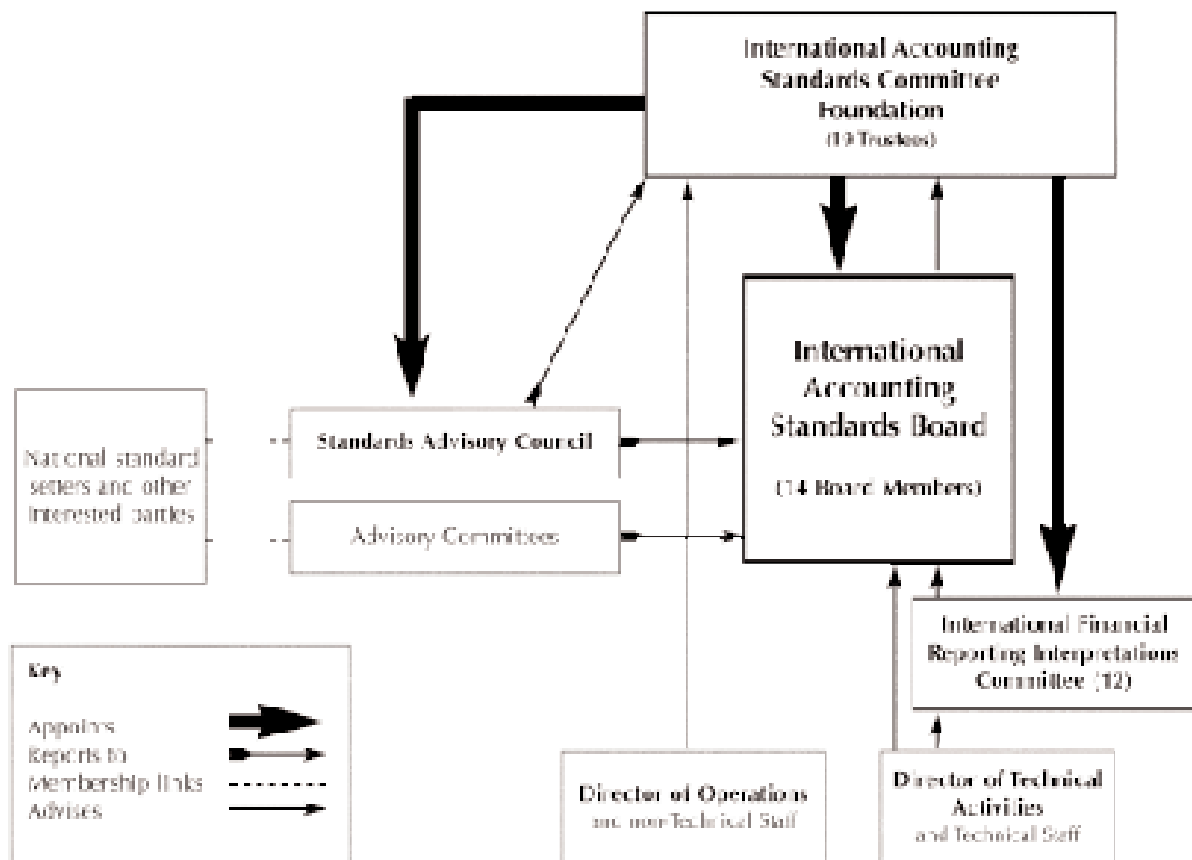 International Accounting
Standards Committee
Foundation
(19 Trustees)
International
Accounting
Standards Board
(14 Board Members)
Standards Advisory Council
National standard
setters and other
interested parties
Advisory Committees
International Financial
Reporting Interpretations
Committee (12)
Key
Appoints
Reports to
Membership links
Advises
Director of Operations
and non-Technical Staff
Director of Technical
Activities
and Technical Staff